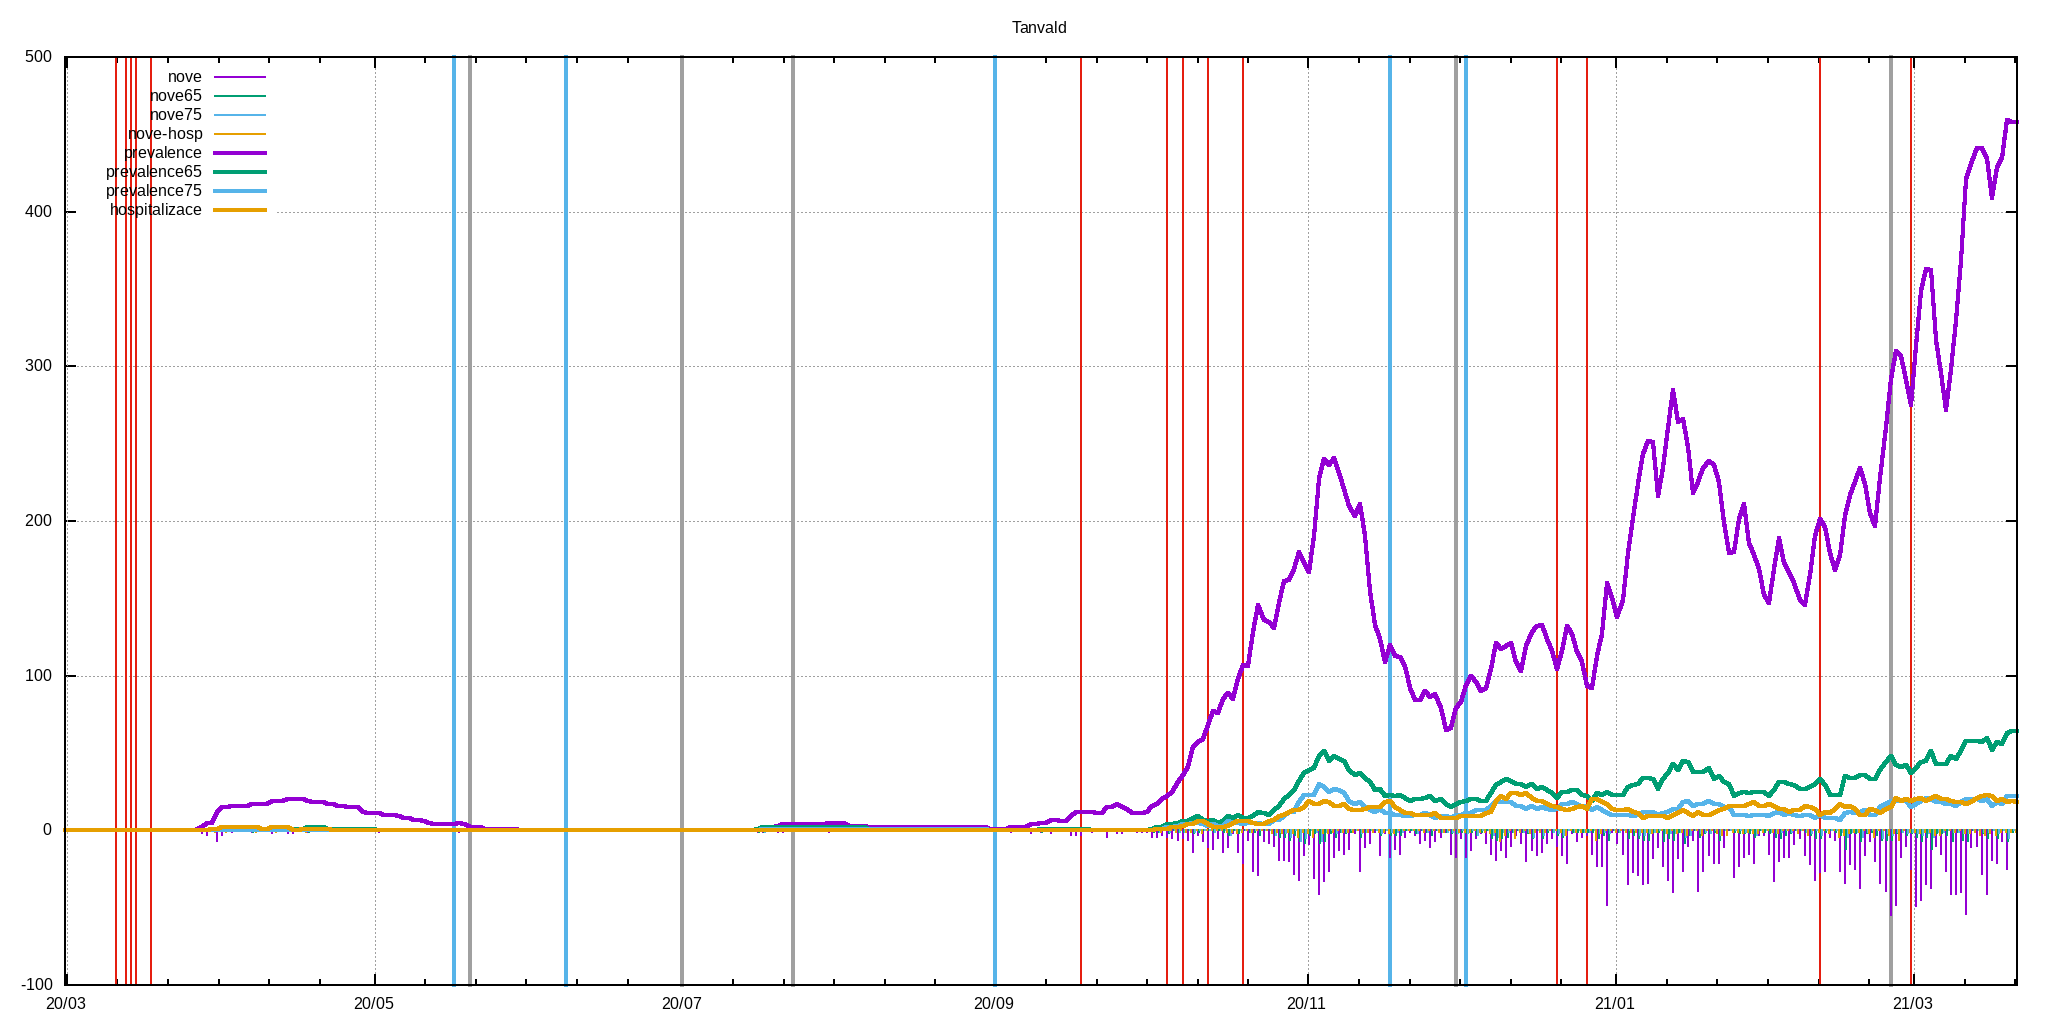 Tanvald
500
400
300
200
100
0
-100
nove
nove65
nove75
nove-hosp
prevalence
prevalence65
prevalence75
hospitalizace
20/03 20/05 20/07 20/09 20/11 21/01 21/03